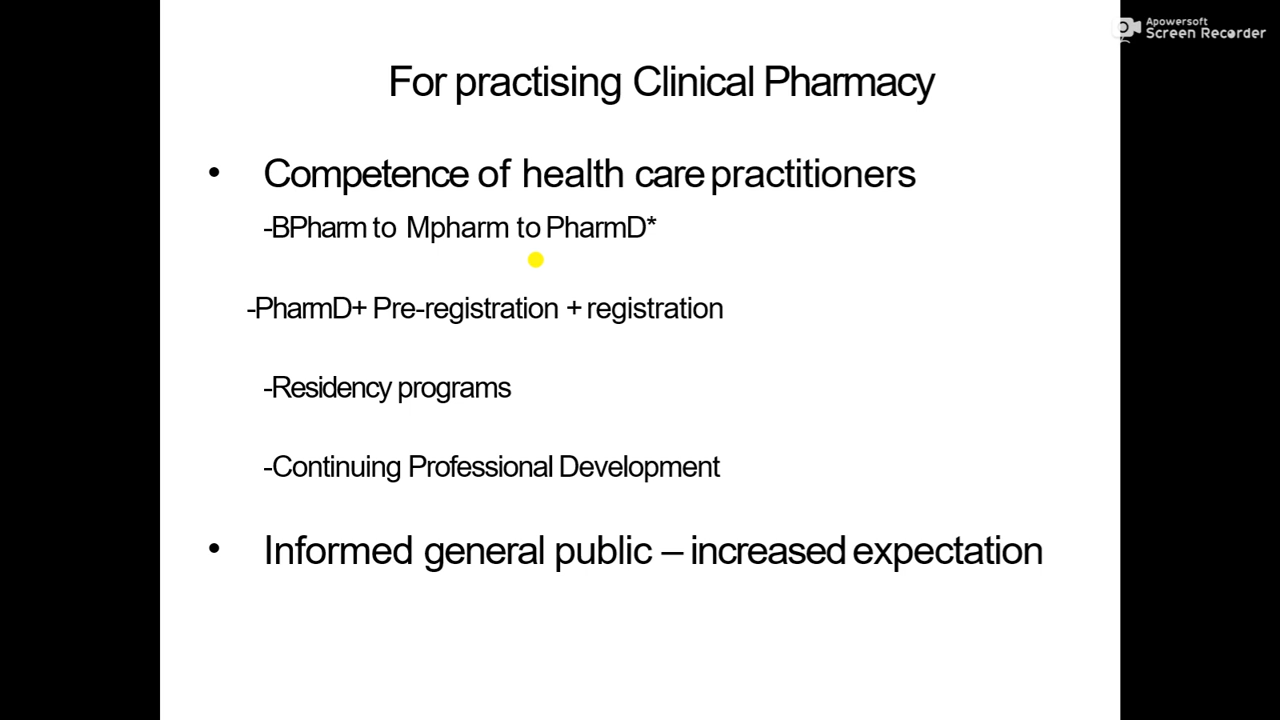 Apowersoft
Screen Recorder
For practising Clinical Pharmacy
• Competence of health care practitioners
-BPharm to Mpharm to PharmD*
-PharmD+ Pre-registration + registration
-Residency programs
-Continuing Professional Development
• Informed general public – increased expectation